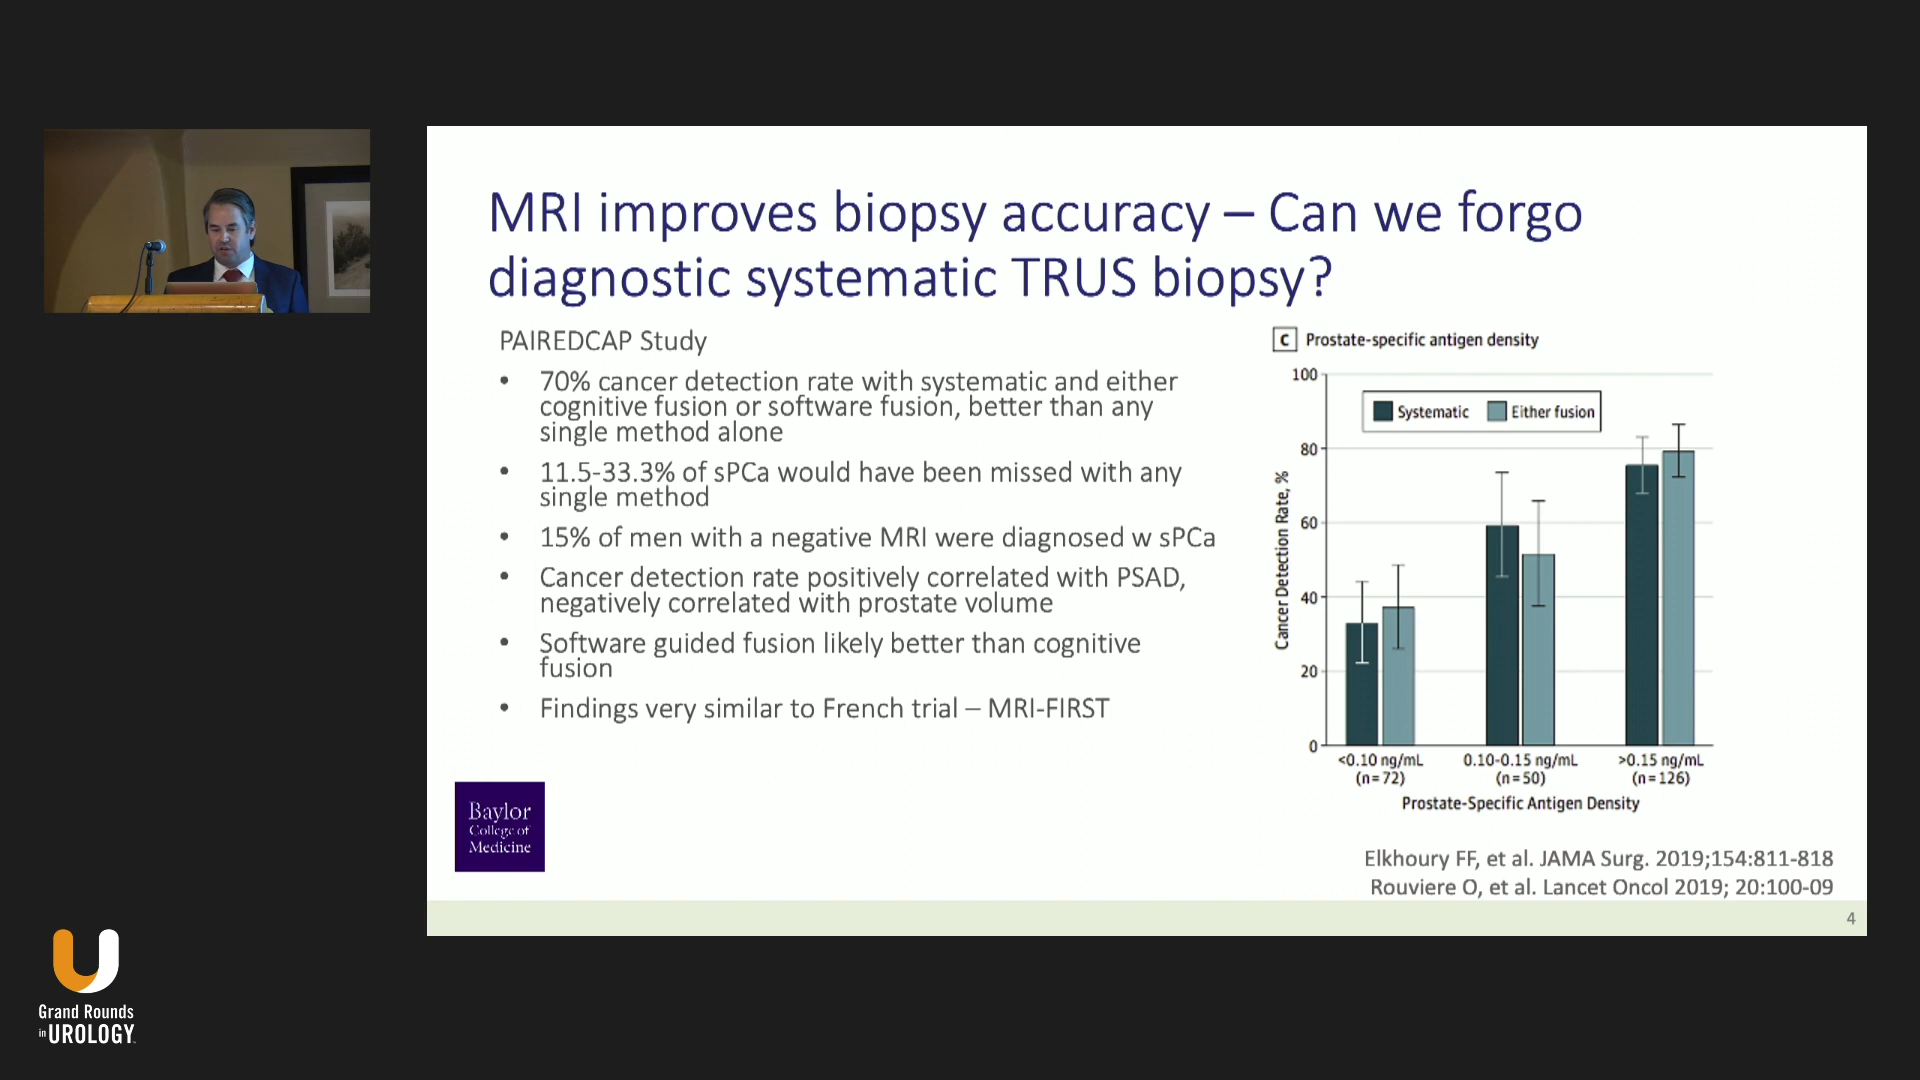 MRI improves biopsy accuracy – Can we forgo
diagnostic systematic TRUS biopsy?
PAIREDCAP Study
• 70% cancer detection rate with systematic and either
cognitive fusion or software fusion, better than any
single method alone
• 11.5-33.3% of sPCa would have been missed with any
single method
• 15% of men with a negative MRI were diagnosed w sPCa
• Cancer detection rate positively correlated with PSAD,
negatively correlated with prostate volume
• Software guided fusion likely better than cognitive
fusion
• Findings very similar to French trial – MRI-FIRST
C Prostate-specific antigen density
Systematic Either fusion
Cancer Detection Rate, %
100
80
60
40
20
0
<0.10 ng/mL 0.10-0.15 ng/mL >0.15 ng/mL
(n=72) (n=50) (n=126)
Prostate-Specific Antigen Density
Elkhoury FF, et al. JAMA Surg. 2019;154:811-818
Rouviere O, et al. Lancet Oncol 2019; 20:100-09
4
Baylor
College of
Medicine
Grand Rounds
in UROLOGY